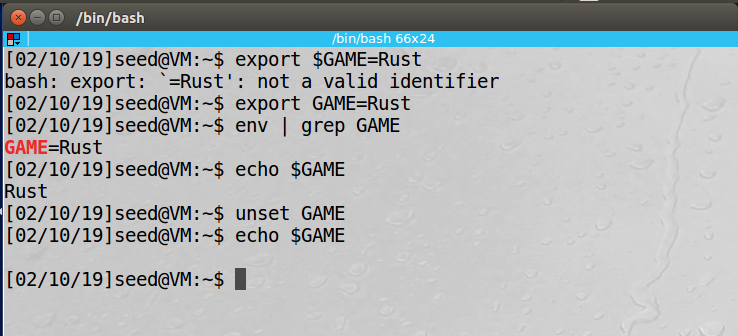 /bin/bash
/bin/bash 66x24
[02/10/19]seed@VM:~$ export $GAME=Rust
bash: export: `=Rust': not a valid identifier
[02/10/19]seed@VM:~$ export GAME=Rust
[02/10/19]seed@VM:~$ env | grep GAME
GAME=Rust
[02/10/19]seed@VM:~$ echo $GAME
Rust
[02/10/19]seed@VM:~$ unset GAME
[02/10/19]seed@VM:~$ echo $GAME
[02/10/19]seed@VM:~$